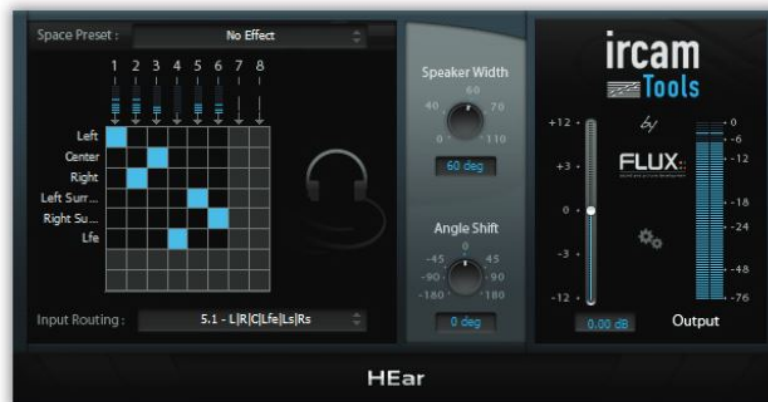 Space Preset : No Effect
1 2 3 4 5 6 7 8
Left
Center
Right
Left Surr...
Right Su ...
Lfe
Input Routing : 5.1 - L|R|C|Lfe|Ls|Rs
Speaker Width
60
40 70
0 110
60 deg
Angle Shift
0
-45 45
-90 90
-180 180
0 deg
ircam
Tools
by
FLUX::
+12
+3
0
-3
-12
0.00 dB
0
-6
-12
-18
-24
-48
-76
Output
HEar